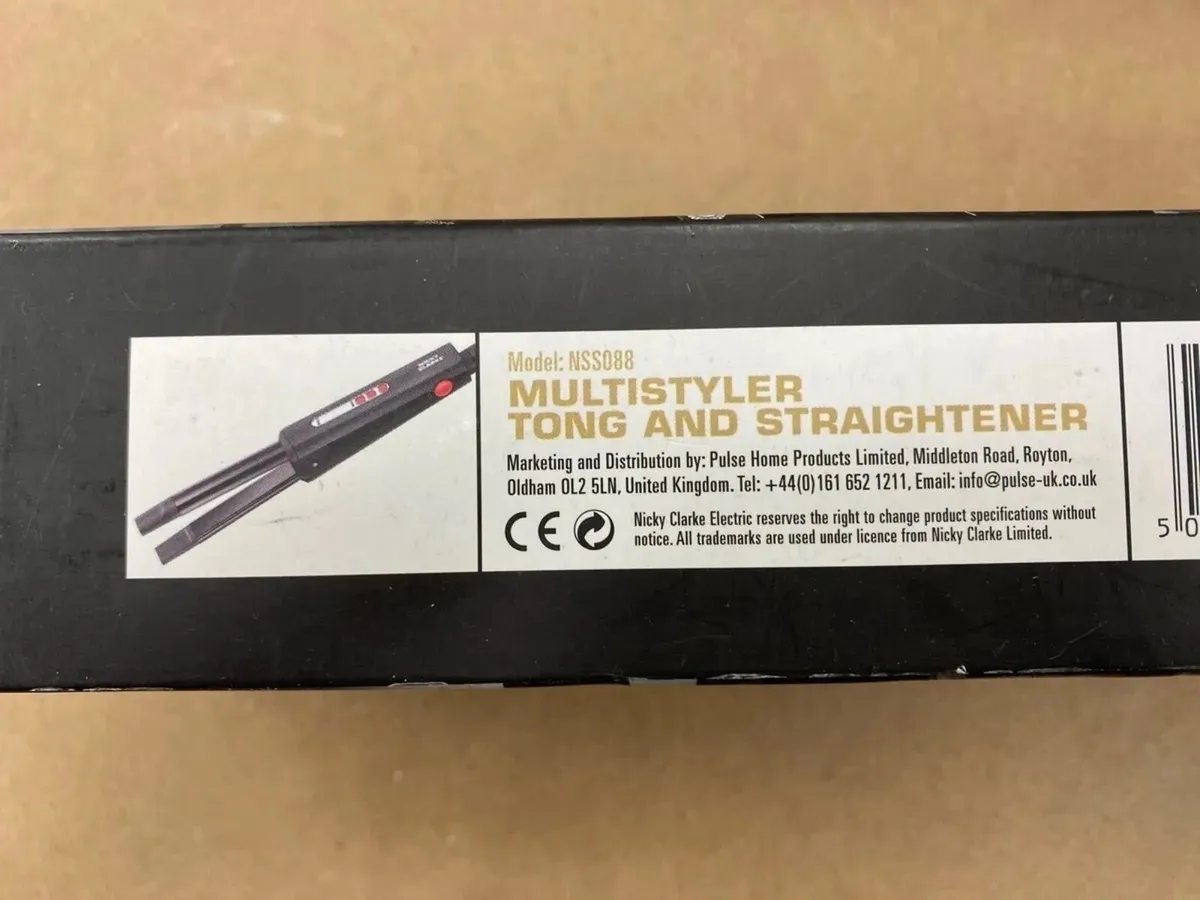 NICKY
CLARKE
Model: NSS088
MULTISTYLER
TONG AND STRAIGHTENER
Marketing and Distribution by: Pulse Home Products Limited, Middleton Road, Royton,
Oldham OL2 5LN, United Kingdom. Tel: +44(0)161 652 1211, Email: info@pulse-uk.co.uk
CE
Nicky Clarke Electric reserves the right to change product specifications without
notice. All trademarks are used under licence from Nicky Clarke Limited.
5 0